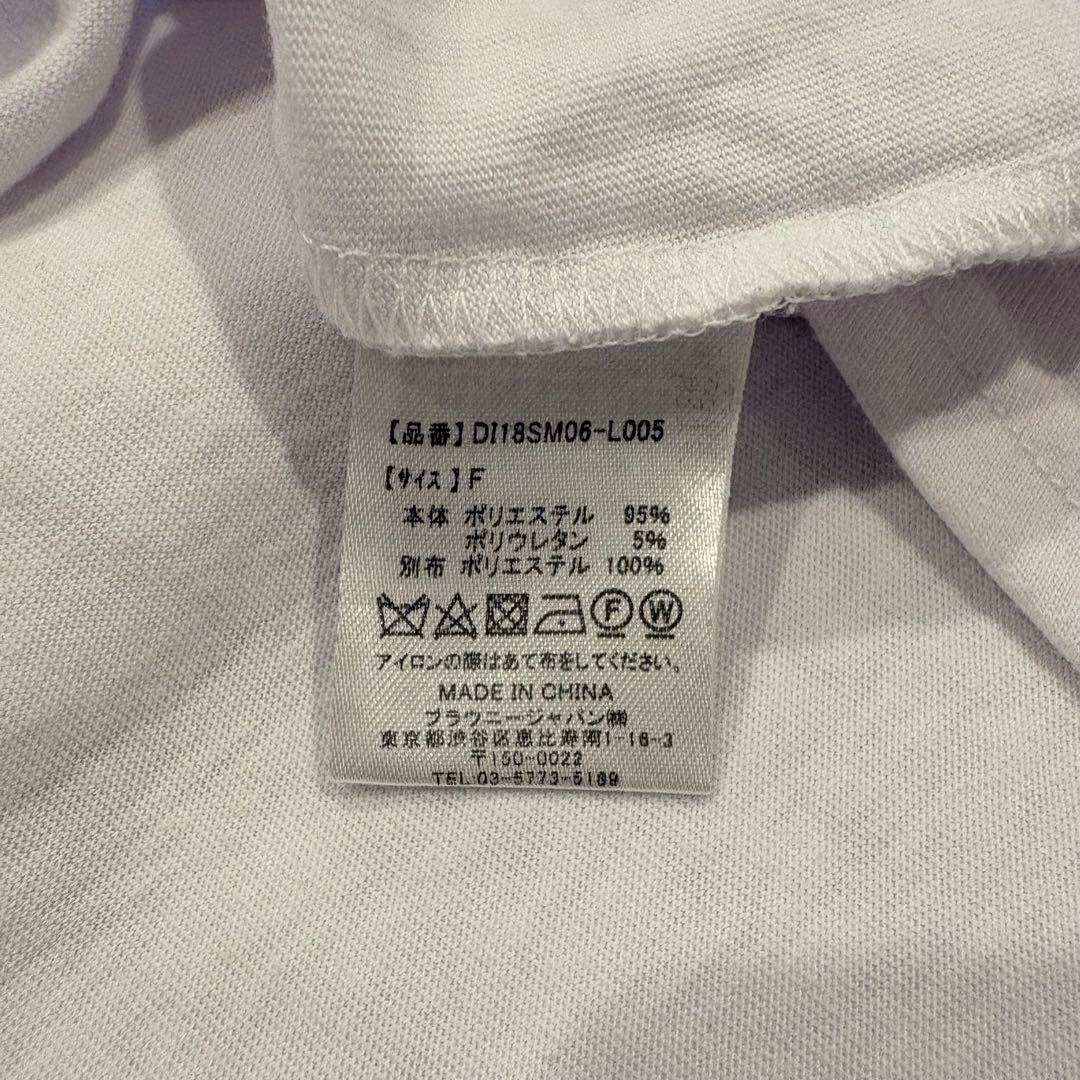 【品番】DI18SM06-L005
【サイズ】F
本体 ポリエステル 95%
ポリウレタン 5%
別布 ポリエステル 100%
F W
アイロンの際はあて布をしてください。
MADE IN CHINA
ブラウニージャパン㈱
東京都渋谷区恵比寿南1-16-3
〒150-0022
TEL:03-5773-5189